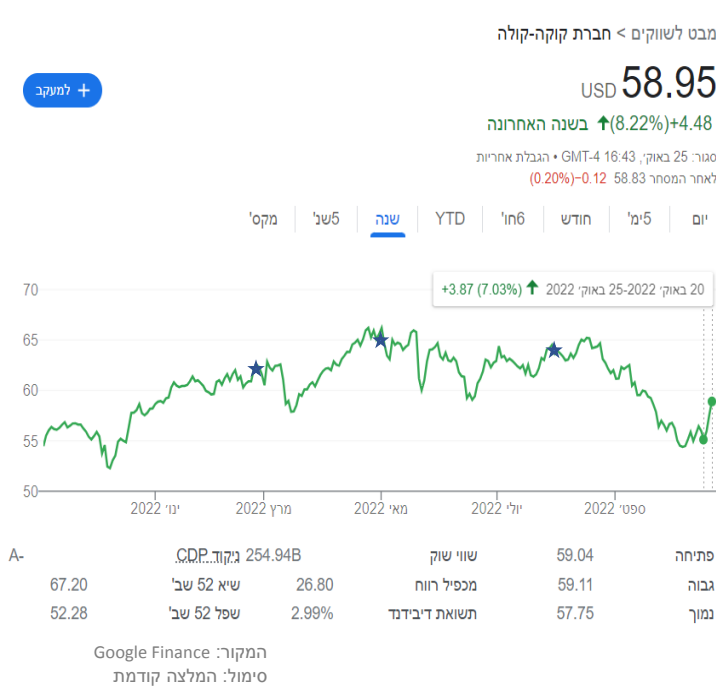 מבט לשווקים > חברת קוקה-קולה
58.95 USD
+ למעקב
+4.48(8.22%)↑ בשנה האחרונה
סגור: 25 באוק׳, 16:43 GMT-4 • הגבלת אחריות
לאחר המסחר 58.83 −0.12(0.20%)
יום
5ימ'
חודש
6חו'
YTD
שנה
5שנ'
מקס'
20 באוק׳ 2022-25 באוק׳ 2022 ↑ +3.87 (7.03%)
70
65
60
55
50
ינו׳ 2022
מרץ 2022
מאי 2022
יולי 2022
ספט׳ 2022
פתיחה 59.04 שווי שוק 254.94B ניקוד CDP A-
גבוה 59.11 מכפיל רווח 26.80 שיא 52 שב' 67.20
נמוך 57.75 תשואת דיבידנד 2.99% שפל 52 שב' 52.28
המקור: Google Finance
סימול: המלצה קודמת